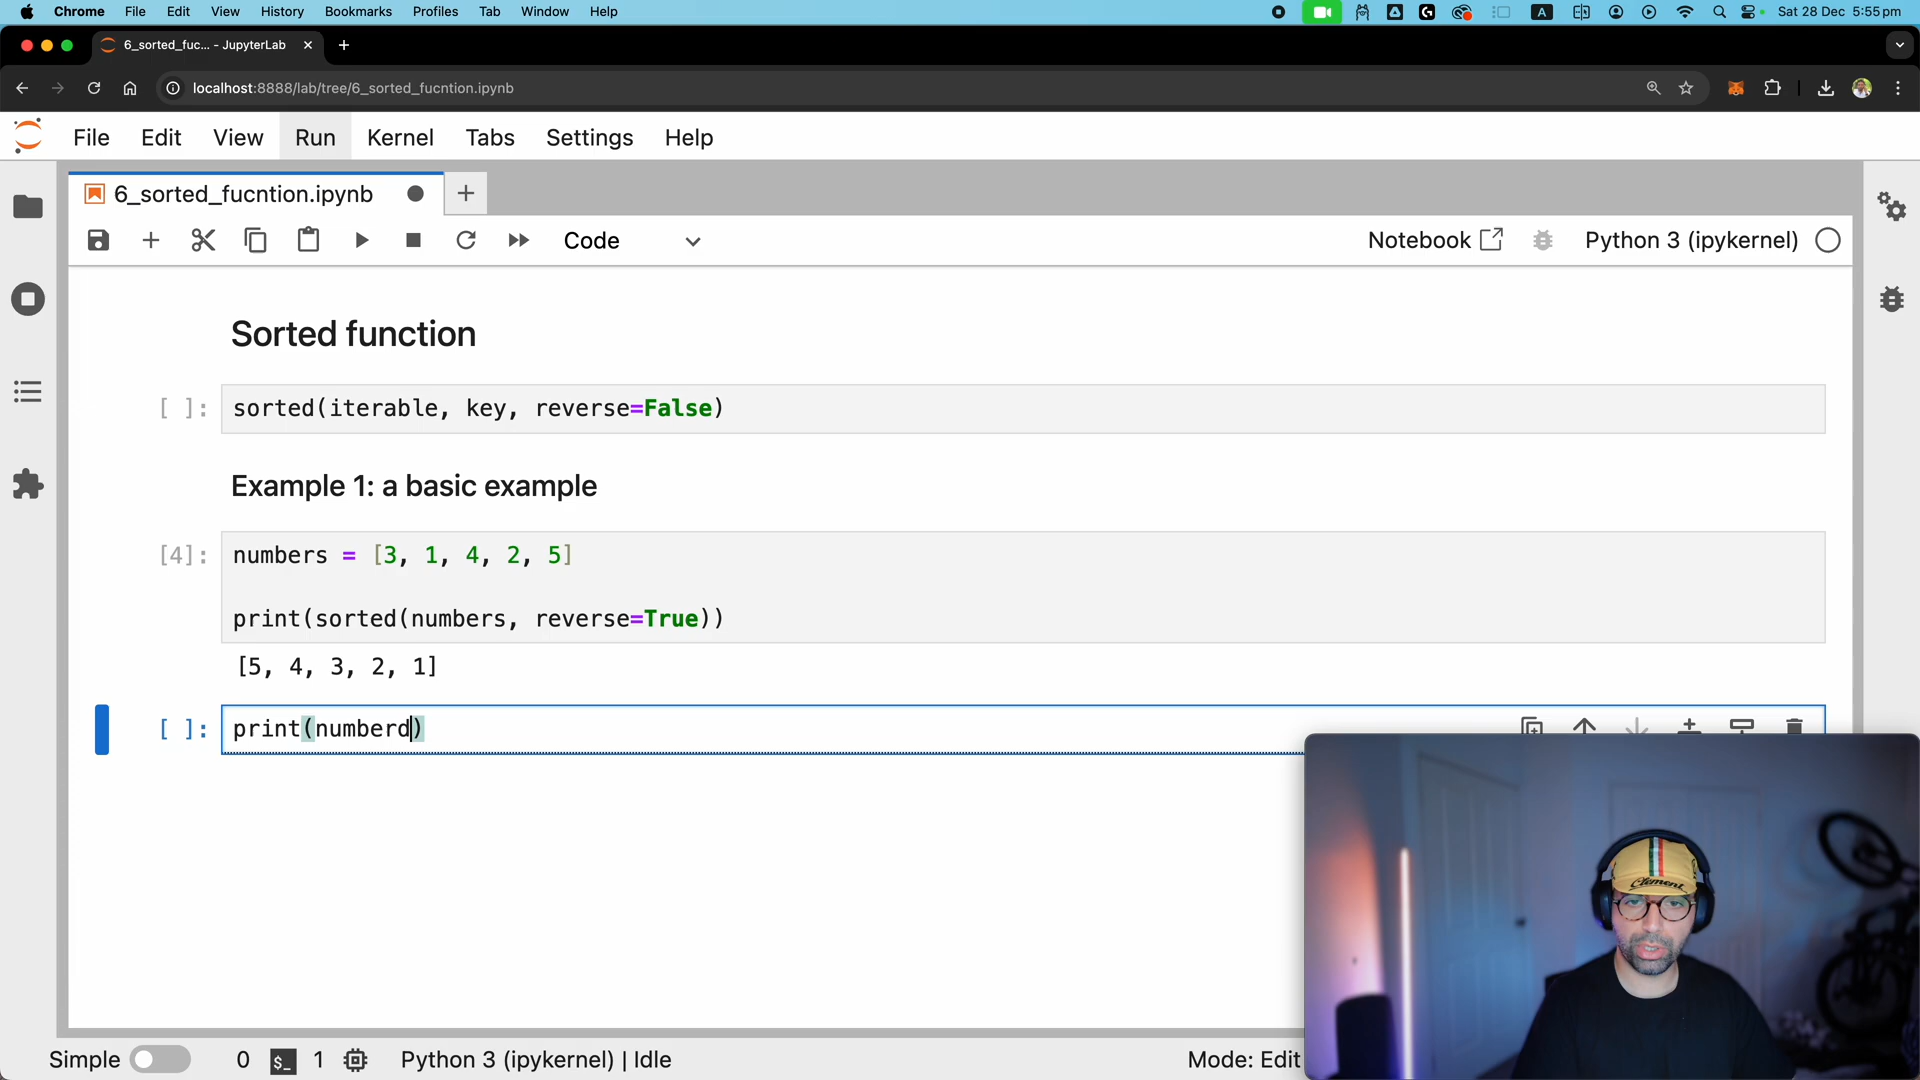 Chrome File Edit View History Bookmarks Profiles Tab Window Help
A Sat 28 Dec 5:55 pm
6_sorted_fuc... - JupyterLab
localhost:8888/lab/tree/6_sorted_fucntion.ipynb
File Edit View Run Kernel Tabs Settings Help
6_sorted_fucntion.ipynb
Code Notebook Python 3 (ipykernel)
Sorted function
[ ]: sorted(iterable, key, reverse=False)
Example 1: a basic example
[4]: numbers = [3, 1, 4, 2, 5]
print(sorted(numbers, reverse=True))
[5, 4, 3, 2, 1]
[ ]: print(numberd)
Clement
Simple 0 $_ 1 Python 3 (ipykernel) | Idle Mode: Edit